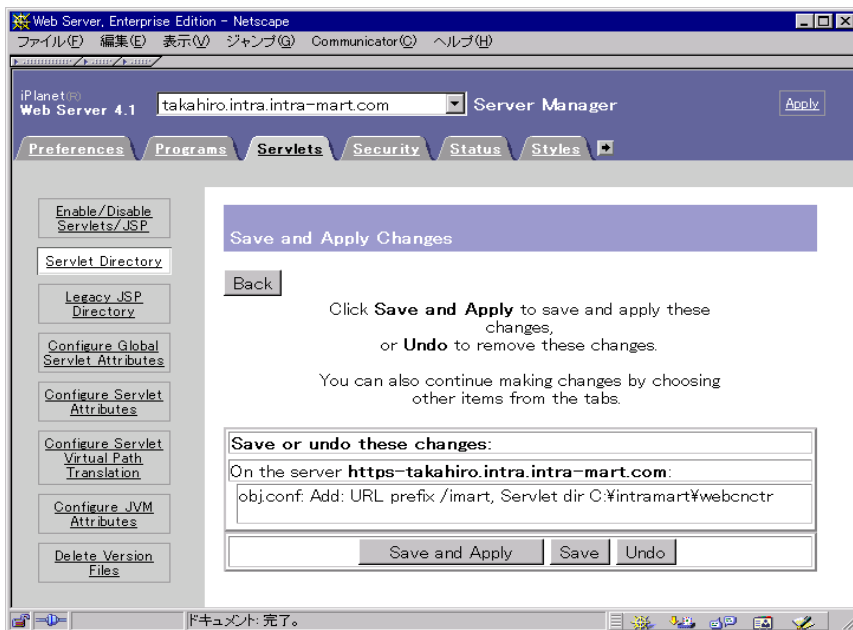 Web Server, Enterprise Edition - Netscape
ファイル(F) 編集(E) 表示(V) ジャンプ(G) Communicator(C) ヘルプ(H)
iPlanet(R)
Web Server 4.1
takahiro.intra.intra-mart.com
Server Manager
Apply
Preferences Programs Servlets Security Status Styles
Enable/Disable
Servlets/JSP
Servlet Directory
Legacy JSP
Directory
Configure Global
Servlet Attributes
Configure Servlet
Attributes
Configure Servlet
Virtual Path
Translation
Configure JVM
Attributes
Delete Version
Files
Save and Apply Changes
Back
Click Save and Apply to save and apply these
changes,
or Undo to remove these changes.
You can also continue making changes by choosing
other items from the tabs.
Save or undo these changes:
On the server https-takahiro.intra.intra-mart.com:
obj.conf: Add: URL prefix /imart, Servlet dir C:¥intramart¥webcnctr
Save and Apply Save Undo
ドキュメント: 完了。